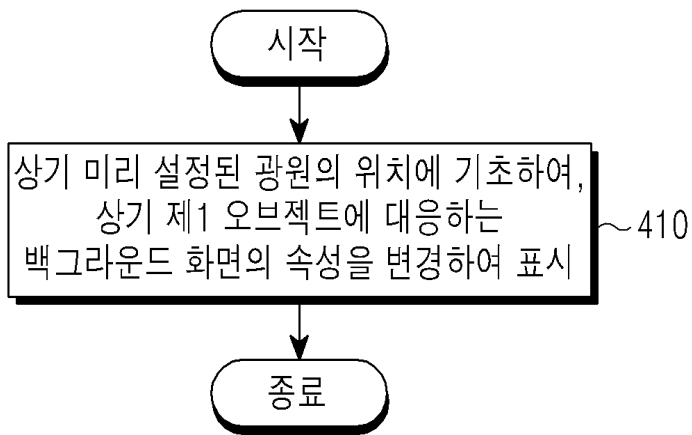 시작
상기 미리 설정된 광원의 위치에 기초하여,
상기 제1 오브젝트에 대응하는
백그라운드 화면의 속성을 변경하여 표시
410
종료